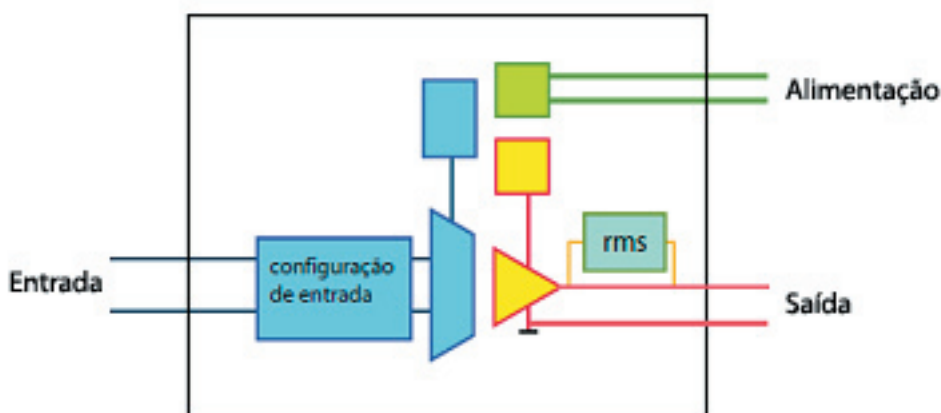 Alimentação
rms
configuração
de entrada
Entrada
Saída